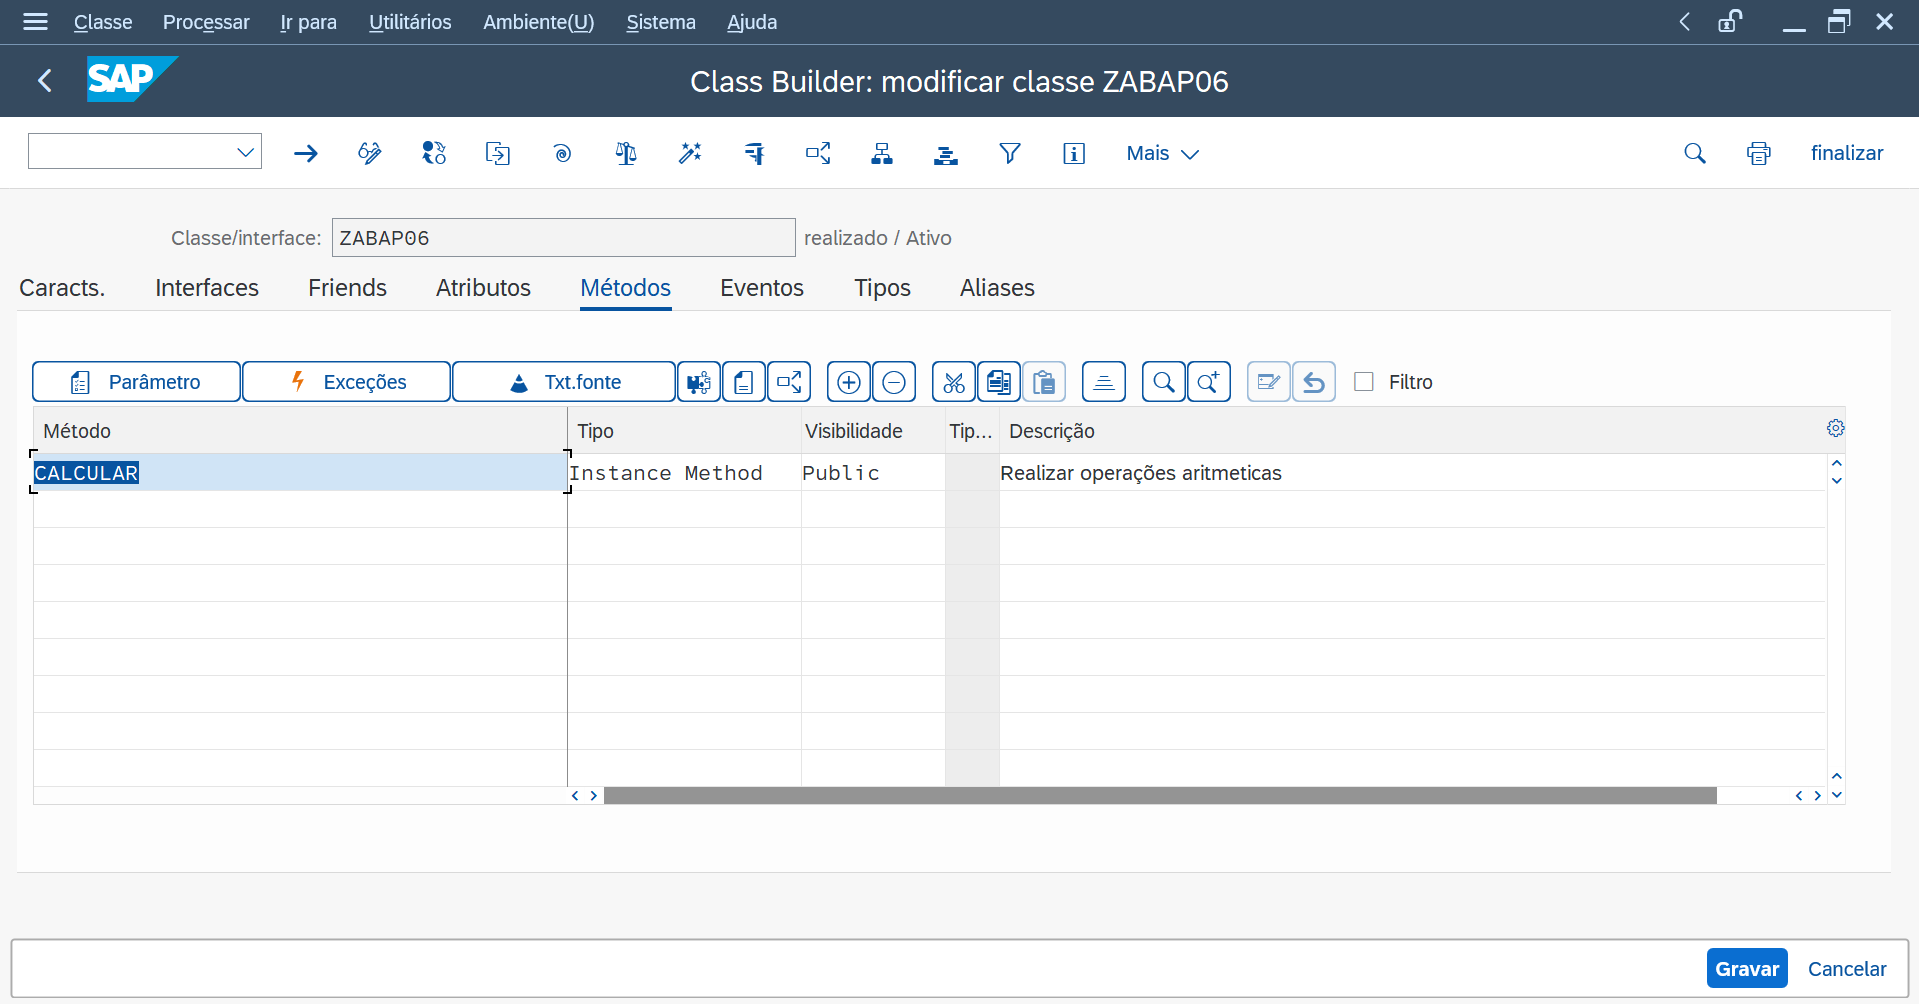 Classe Processar Ir para Utilitários Ambiente(U) Sistema Ajuda
SAP Class Builder: modificar classe ZABAP06
Mais finalizar
Classe/interface: ZABAP06 realizado / Ativo
Caracts. Interfaces Friends Atributos Métodos Eventos Tipos Aliases
Parâmetro Exceções Txt.fonte Filtro
Método Tipo Visibilidade Tip... Descrição
CALCULAR Instance Method Public Realizar operações aritmeticas
Gravar Cancelar